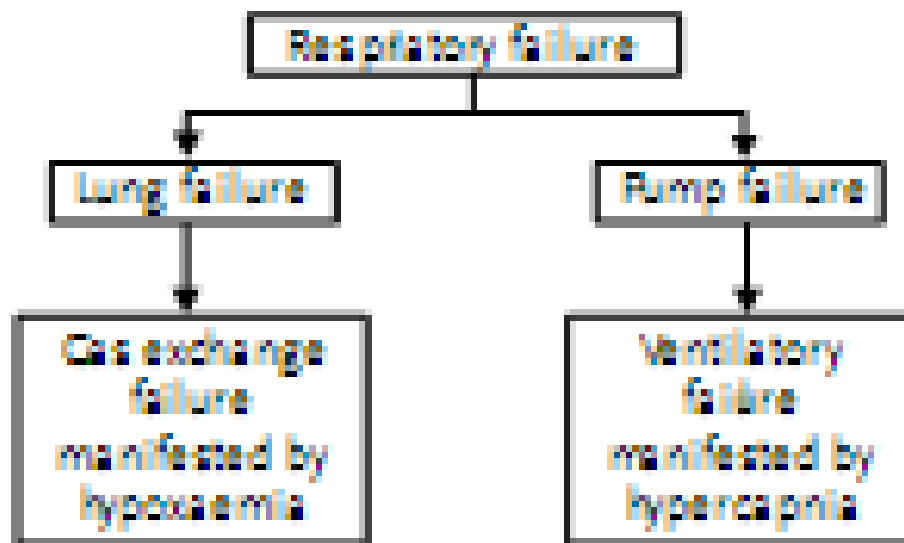 Respiratory failure
Lung failure
Pump failure
Gas exchange
failure
manifested by
hypoxaemia
Ventilatory
failure
manifested by
hypercapnia